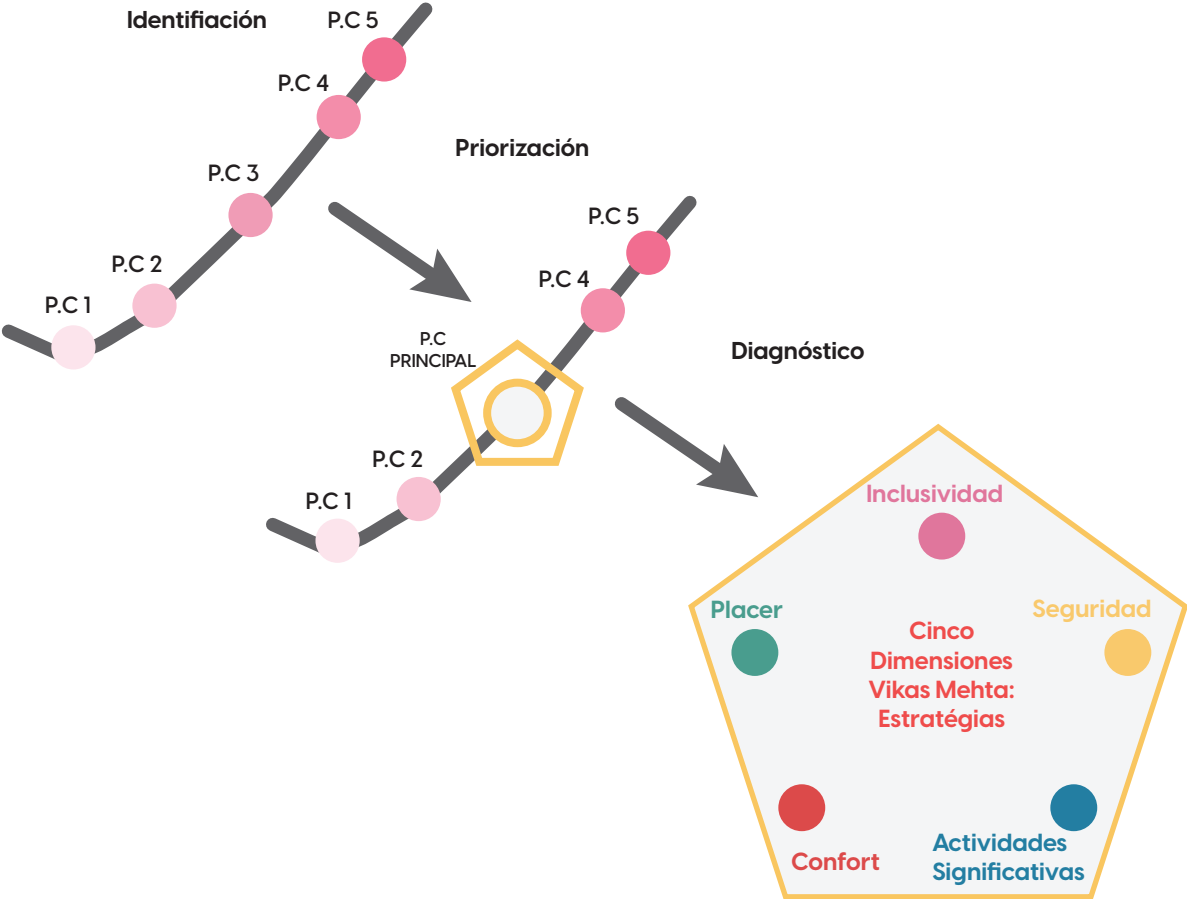 Identifiación
P.C 5
P.C 4
P.C 3
P.C 2
P.C 1
Priorización
P.C 5
P.C 4
P.C
PRINCIPAL
P.C 2
P.C 1
Diagnóstico
Inclusividad
Placer
Seguridad
Cinco
Dimensiones
Vikas Mehta:
Estratégias
Confort
Actividades
Significativas